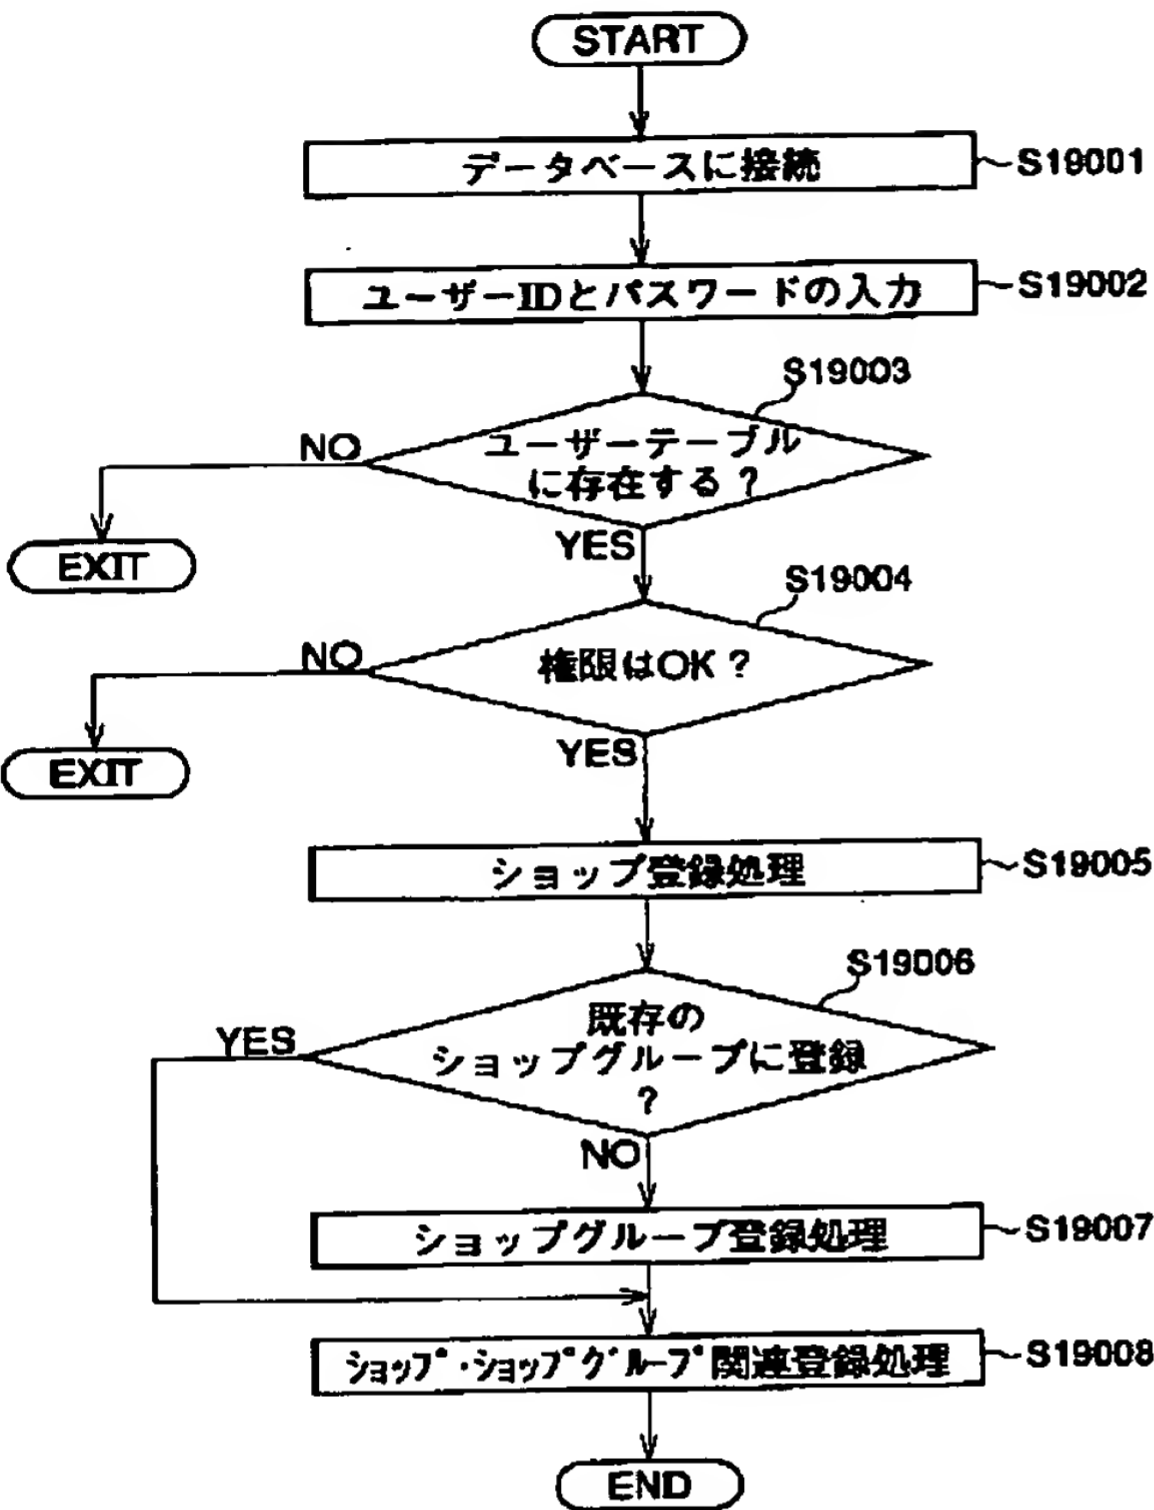 START
データベースに接続
S19001
ユーザーIDとパスワードの入力
S19002
S19003
ユーザーテーブル
に存在する？
NO
YES
EXIT
S19004
権限はOK？
NO
YES
EXIT
ショップ登録処理
S19005
S19006
既存の
ショップグループに登録
？
YES
NO
ショップグループ登録処理
S19007
ｼｮｯﾌﾟ・ｼｮｯﾌﾟｸﾞﾙｰﾌﾟ関連登録処理
S19008
END